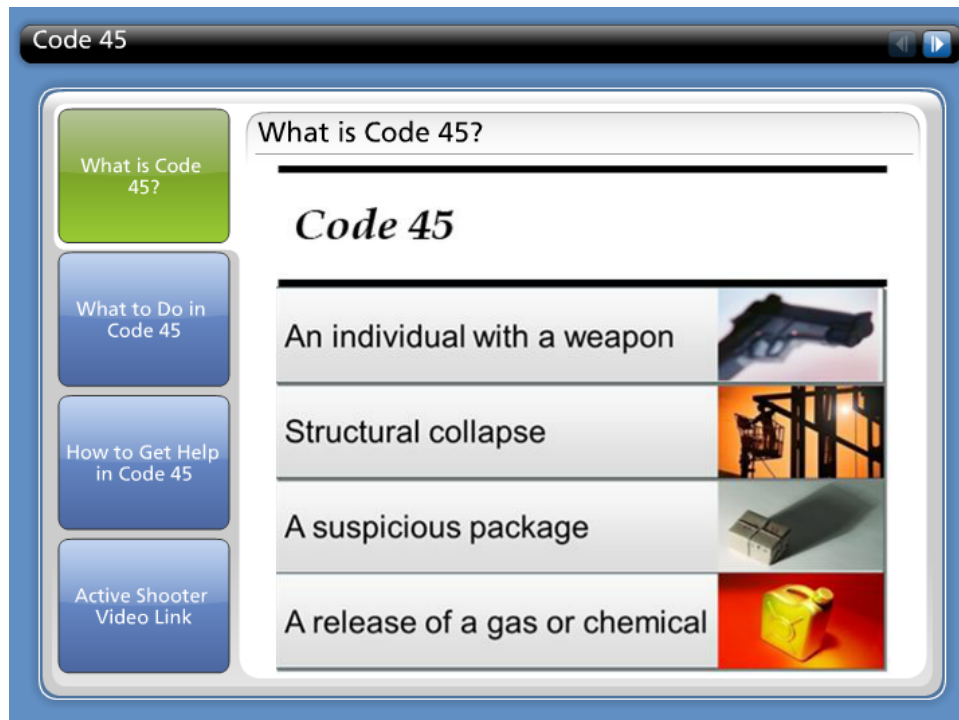 Code 45
What is Code
45?
What to Do in
Code 45
How to Get Help
in Code 45
Active Shooter
Video Link
What is Code 45?
Code 45
An individual with a weapon
Structural collapse
A suspicious package
A release of a gas or chemical